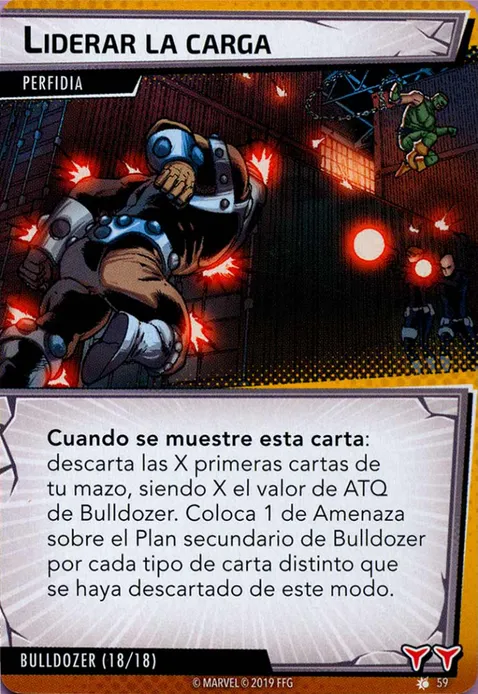 LIDERAR LA CARGA
PERFIDIA
Cuando se muestre esta carta:
descarta las X primeras cartas de
tu mazo, siendo X el valor de ATQ
de Bulldozer. Coloca 1 de Amenaza
sobre el Plan secundario de Bulldozer
por cada tipo de carta distinto que
se haya descartado de este modo.
BULLDOZER (18/18)
© MARVEL © 2019 FFG
59